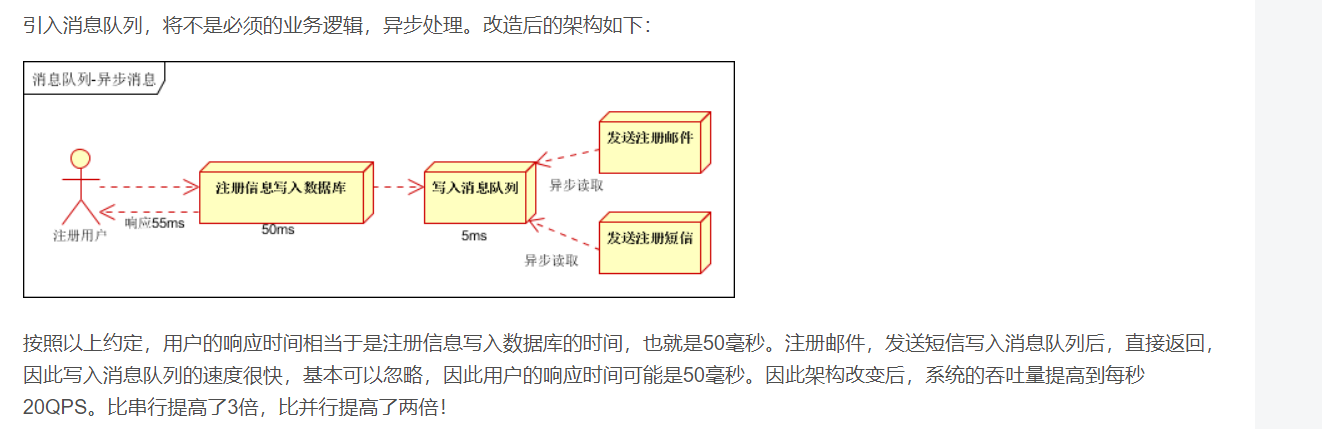 引入消息队列，将不是必须的业务逻辑，异步处理。改造后的架构如下：
消息队列-异步消息
发送注册邮件
注册信息写入数据库
写入消息队列
异步读取
响应55ms
50ms
5ms
注册用户
发送注册短信
异步读取
按照以上约定，用户的响应时间相当于是注册信息写入数据库的时间，也就是50毫秒。注册邮件，发送短信写入消息队列后，直接返回，
因此写入消息队列的速度很快，基本可以忽略，因此用户的响应时间可能是50毫秒。因此架构改变后，系统的吞吐量提高到每秒
20QPS。比串行提高了3倍，比并行提高了两倍！